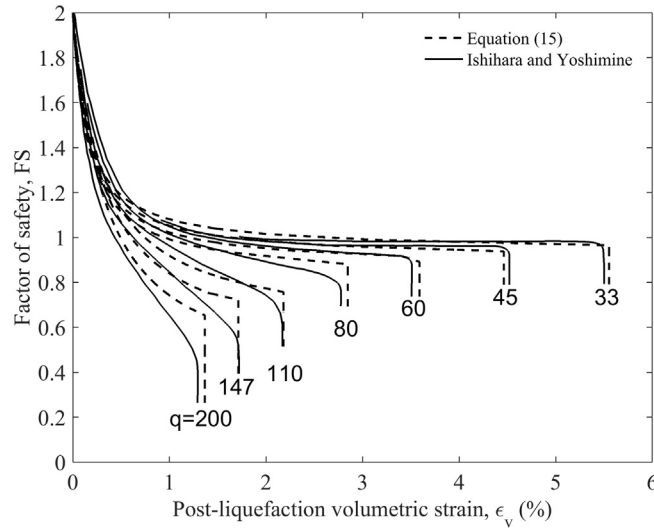 2
1.8
1.6
1.4
1.2
1
0.8
0.6
0.4
0.2
0
Factor of safety, FS
Equation (15)
Ishihara and Yoshimine
33
45
60
80
110
147
q=200
0 1 2 3 4 5 6
Post-liquefaction volumetric strain, ϵv (%)